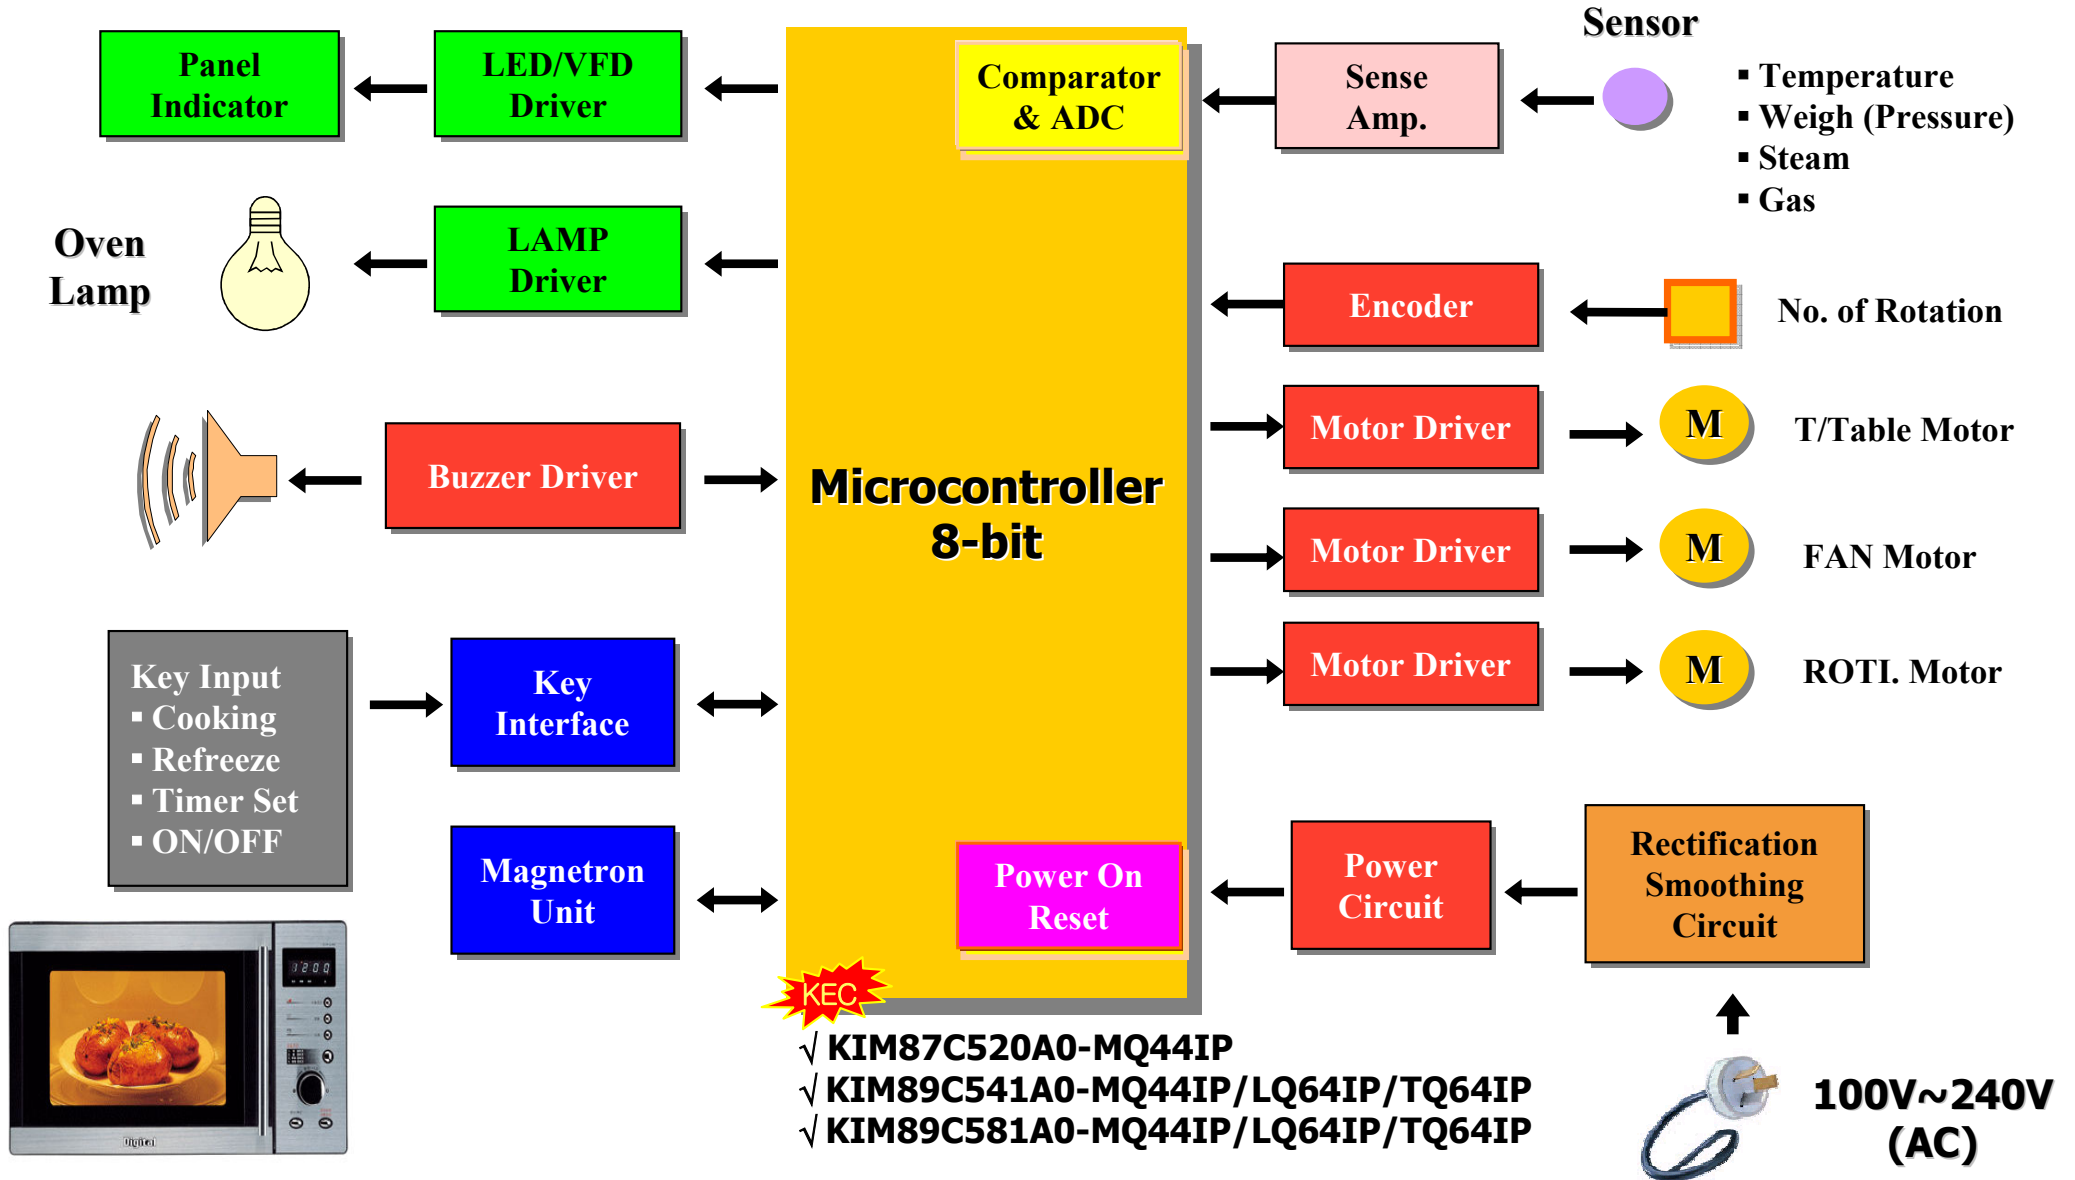 Panel
Indicator
LED/VFD
Driver
Comparator
& ADC
Sense
Amp.
Sensor
▪ Temperature
▪ Weigh (Pressure)
▪ Steam
▪ Gas
Oven
Lamp
LAMP
Driver
Encoder
No. of Rotation
Motor Driver
M
T/Table Motor
Buzzer Driver
Microcontroller
8-bit
Motor Driver
M
FAN Motor
Motor Driver
M
ROTI. Motor
Key Input
▪ Cooking
▪ Refreeze
▪ Timer Set
▪ ON/OFF
Key
Interface
Magnetron
Unit
Power On
Reset
Power
Circuit
Rectification
Smoothing
Circuit
KEC
√ KIM87C520A0-MQ44IP
√ KIM89C541A0-MQ44IP/LQ64IP/TQ64IP
√ KIM89C581A0-MQ44IP/LQ64IP/TQ64IP
100V~240V
(AC)
1200
Digital